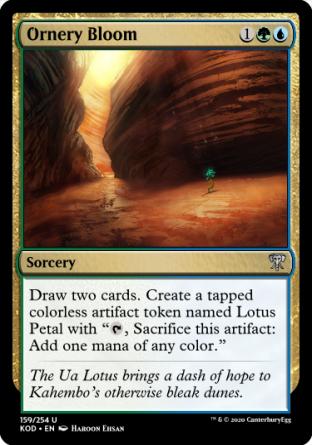 Ornery Bloom 1
Sorcery
Draw two cards. Create a tapped
colorless artifact token named Lotus
Petal with “, Sacrifice this artifact:
Add one mana of any color.”
The Ua Lotus brings a dash of hope to
Kahembo’s otherwise bleak dunes.
159/254 U
KOD • EN Haroon Ehsan
™ & © 2020 CanterburyEgg